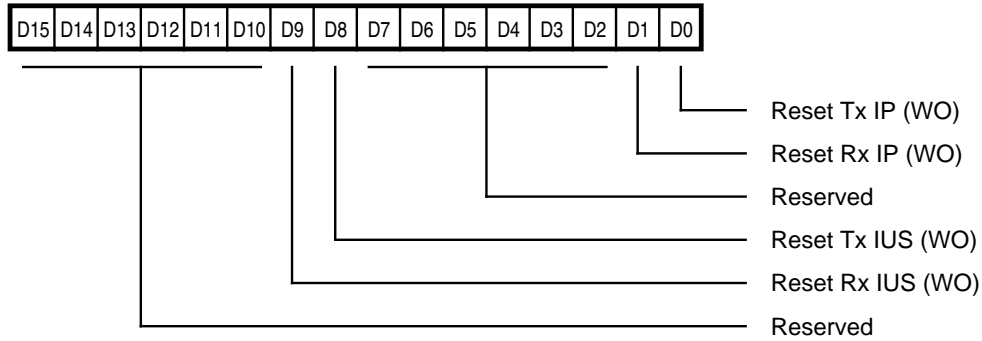 D15 D14 D13 D12 D11 D10 D9 D8 D7 D6 D5 D4 D3 D2 D1 D0
Reset Tx IP (WO)
Reset Rx IP (WO)
Reserved
Reset Tx IUS (WO)
Reset Rx IUS (WO)
Reserved